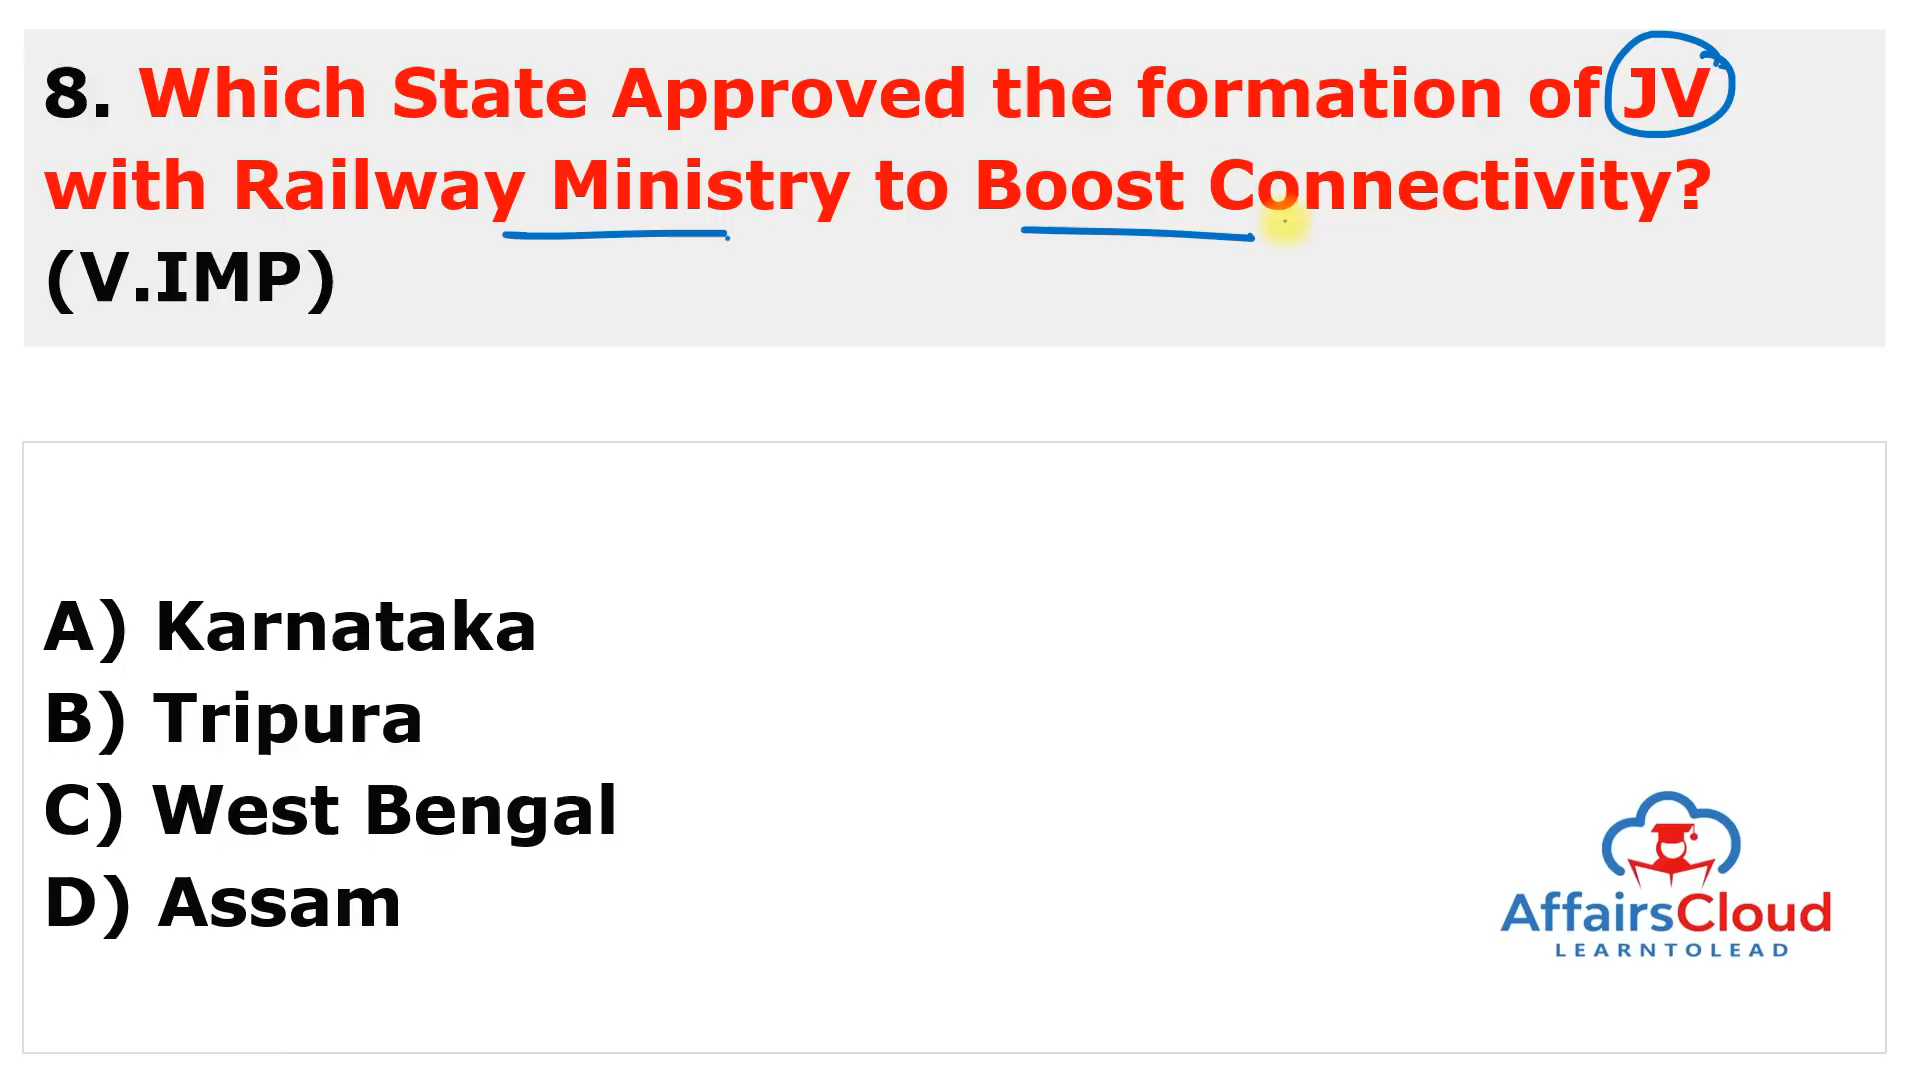 8. Which State Approved the formation of JV
with Railway Ministry to Boost Connectivity?
(V.IMP)
A) Karnataka
B) Tripura
C) West Bengal
D) Assam
AffairsCloud
LEARNTOLEAD